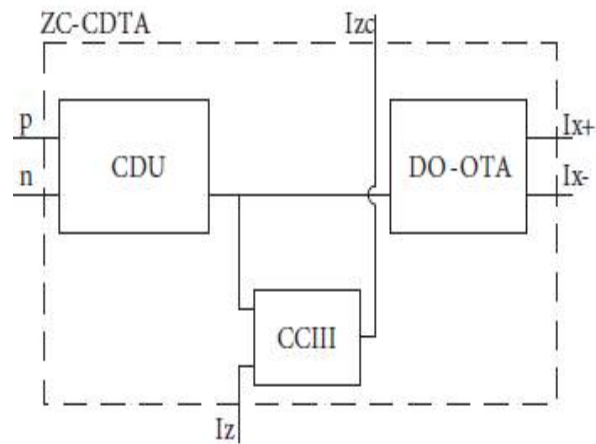 ZC-CDTA
Izc
p
n
CDU
DO-OTA
Ix+
Ix-
CCIII
Iz